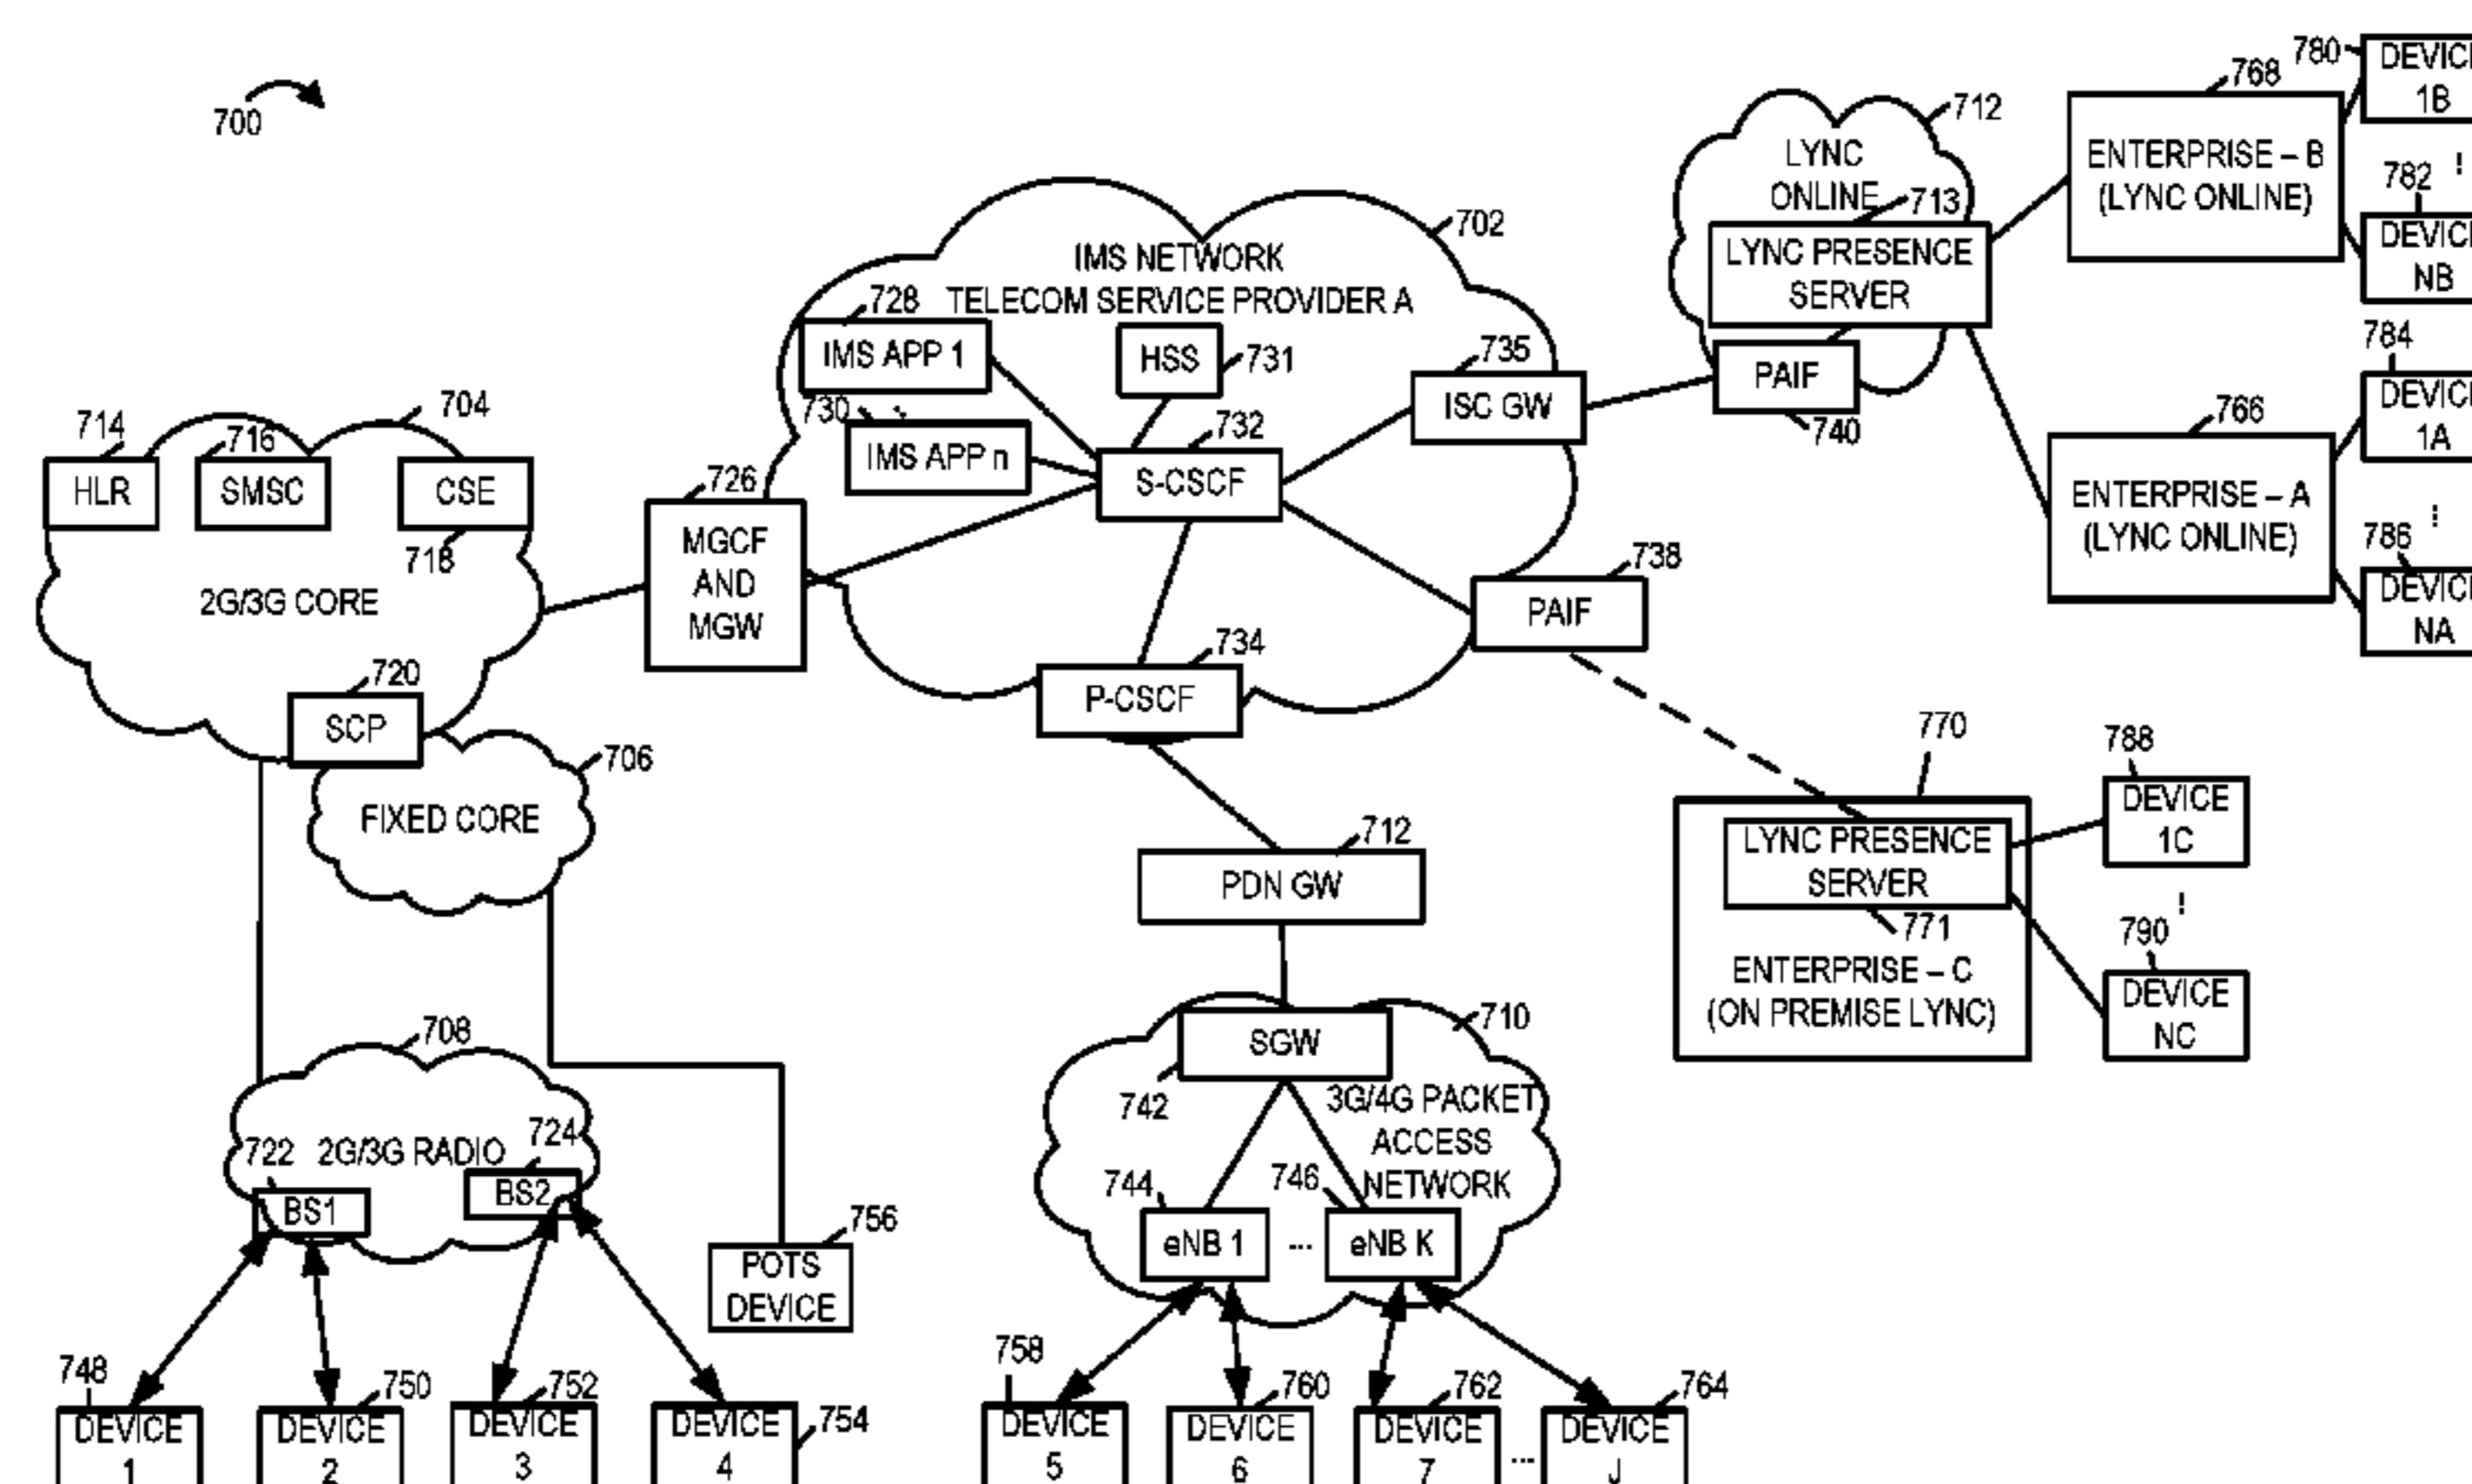 700
780
DEVICE
1B
768
712
LYNC
ONLINE
713
LYNC PRESENCE
SERVER
ENTERPRISE – B
(LYNC ONLINE)
782
DEVICE
NB
702
IMS NETWORK
TELECOM SERVICE PROVIDER A
728
IMS APP 1
HSS
731
735
ISC GW
PAIF
740
784
DEVICE
1A
766
ENTERPRISE – A
(LYNC ONLINE)
786
DEVICE
NA
730
IMS APP n
732
S-CSCF
714
HLR
716
SMSC
704
CSE
718
2G/3G CORE
726
MGCF
AND
MGW
738
PAIF
734
P-CSCF
720
SCP
706
FIXED CORE
712
PDN GW
770
LYNC PRESENCE
SERVER
771
ENTERPRISE – C
(ON PREMISE LYNC)
788
DEVICE
1C
790
DEVICE
NC
708
2G/3G RADIO
722
BS1
724
BS2
756
POTS
DEVICE
710
SGW
742
3G/4G PACKET
ACCESS
NETWORK
744
eNB 1
...
746
eNB K
748
DEVICE
1
750
DEVICE
2
752
DEVICE
3
754
DEVICE
4
758
DEVICE
5
760
DEVICE
6
762
DEVICE
7
...
764
DEVICE
J